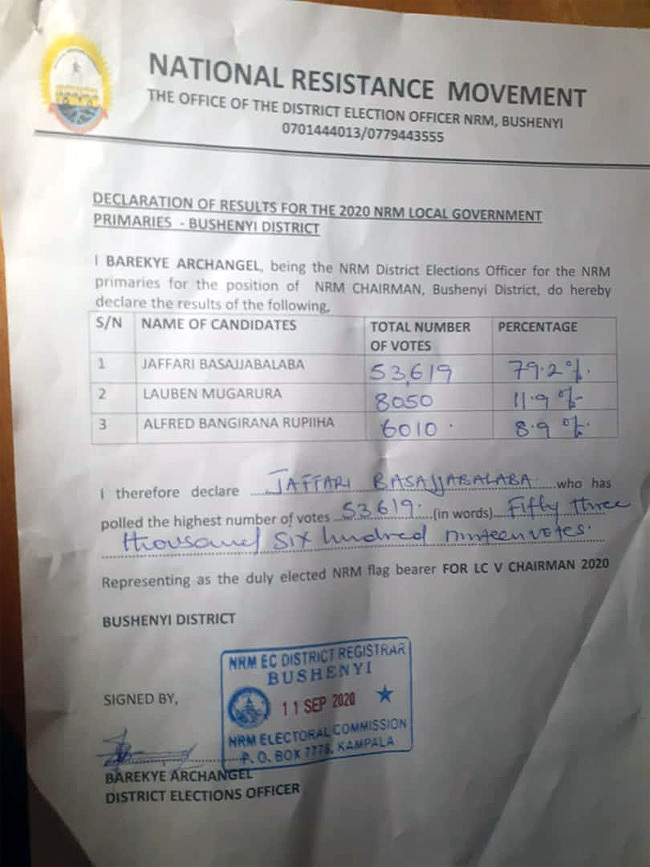 NATIONAL RESISTANCE MOVEMENT
THE OFFICE OF THE DISTRICT ELECTION OFFICER NRM, BUSHENYI
0701444013/0779443555
DECLARATION OF RESULTS FOR THE 2020 NRM LOCAL GOVERNMENT
PRIMARIES - BUSHENYI DISTRICT
I BAREKYE ARCHANGEL, being the NRM District Elections Officer for the NRM
primaries for the position of NRM CHAIRMAN, Bushenyi District, do hereby
declare the results of the following,
S/N NAME OF CANDIDATES TOTAL NUMBER OF VOTES PERCENTAGE
1 JAFFARI BASAJJABALABA 53,619 79.2%.
2 LAUBEN MUGARURA 8050 11.9%
3 ALFRED BANGIRANA RUPIIHA 6010. 8.9%.
I therefore declare JAFFARI BASAJJABALABA who has
polled the highest number of votes 53619. (in words) Fifty three
thousand six hundred nineteen votes.
Representing as the duly elected NRM flag bearer FOR LC V CHAIRMAN 2020
BUSHENYI DISTRICT
NRM EC DISTRICT REGISTRAR
BUSHENYI
11 SEP 2020
NRM ELECTORAL COMMISSION
P. O. BOX 7778, KAMPALA
SIGNED BY,
BAREKYE ARCHANGEL
DISTRICT ELECTIONS OFFICER